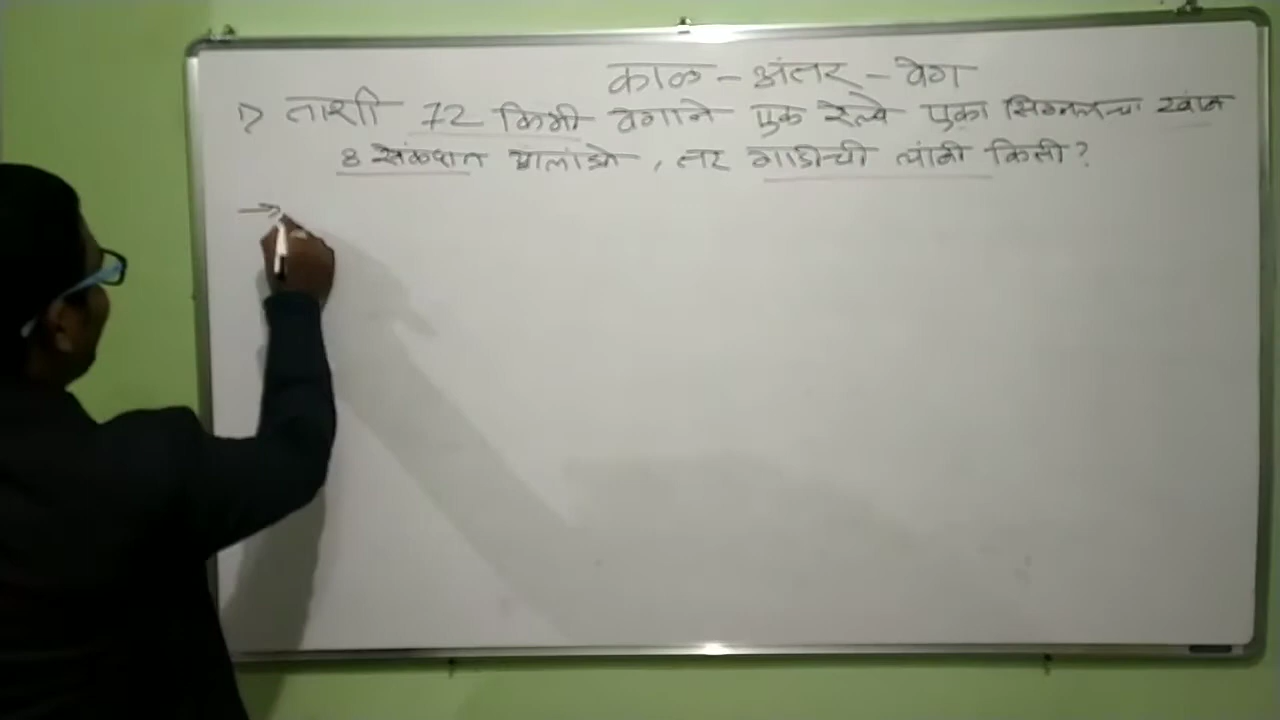 काळ - अंतर - वेग
1) ताशी 72 किमी वेगाने एक रेल्वे एका सिग्नलचा खांब
8 सेकंदात ओलांडते, तर गाडीची लांबी किती?
→